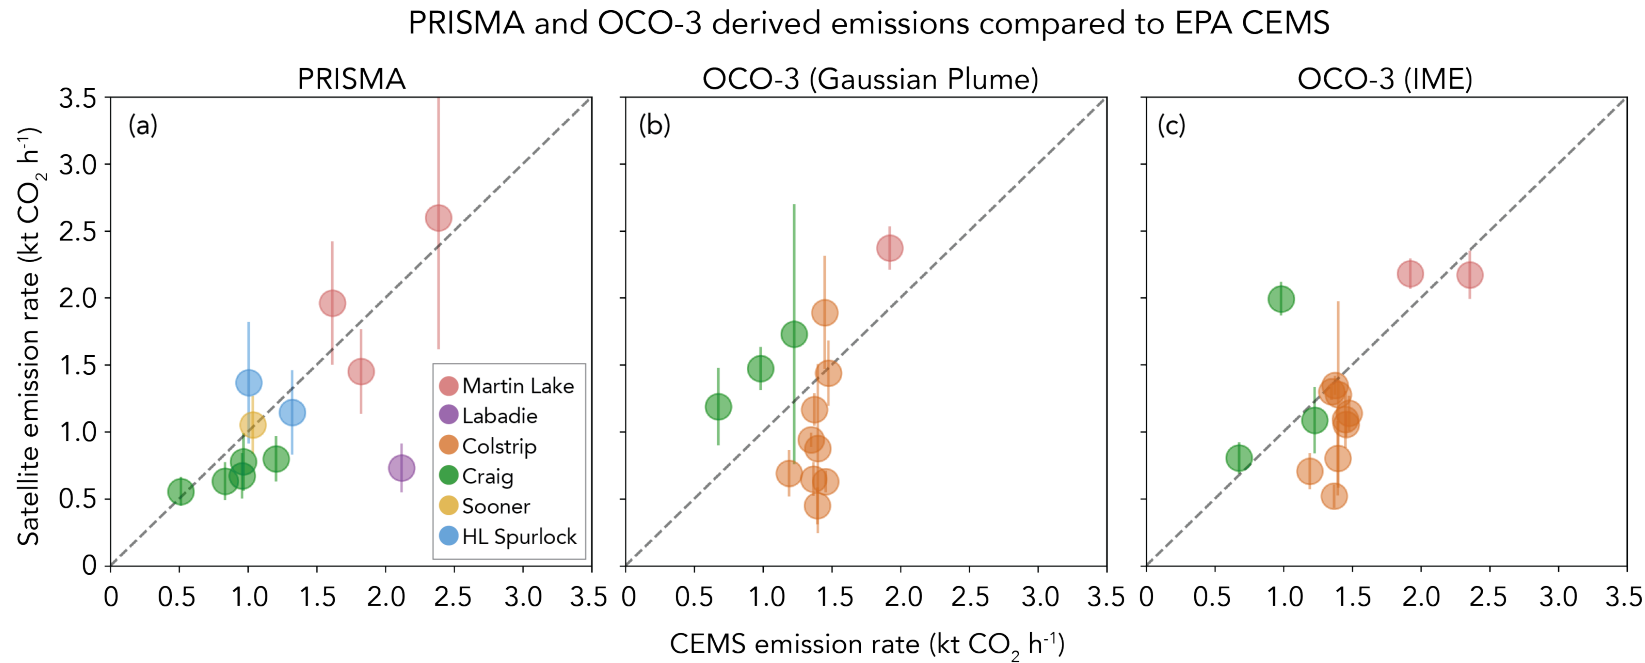 PRISMA and OCO-3 derived emissions compared to EPA CEMS
PRISMA
OCO-3 (Gaussian Plume)
OCO-3 (IME)
Satellite emission rate (kt CO₂ h⁻¹)
3.5
3.0
2.5
2.0
1.5
1.0
0.5
0
(a)
(b)
(c)
Martin Lake
Labadie
Colstrip
Craig
Sooner
HL Spurlock
0 0.5 1.0 1.5 2.0 2.5 3.0 3.5
0 0.5 1.0 1.5 2.0 2.5 3.0 3.5
0 0.5 1.0 1.5 2.0 2.5 3.0 3.5
CEMS emission rate (kt CO₂ h⁻¹)